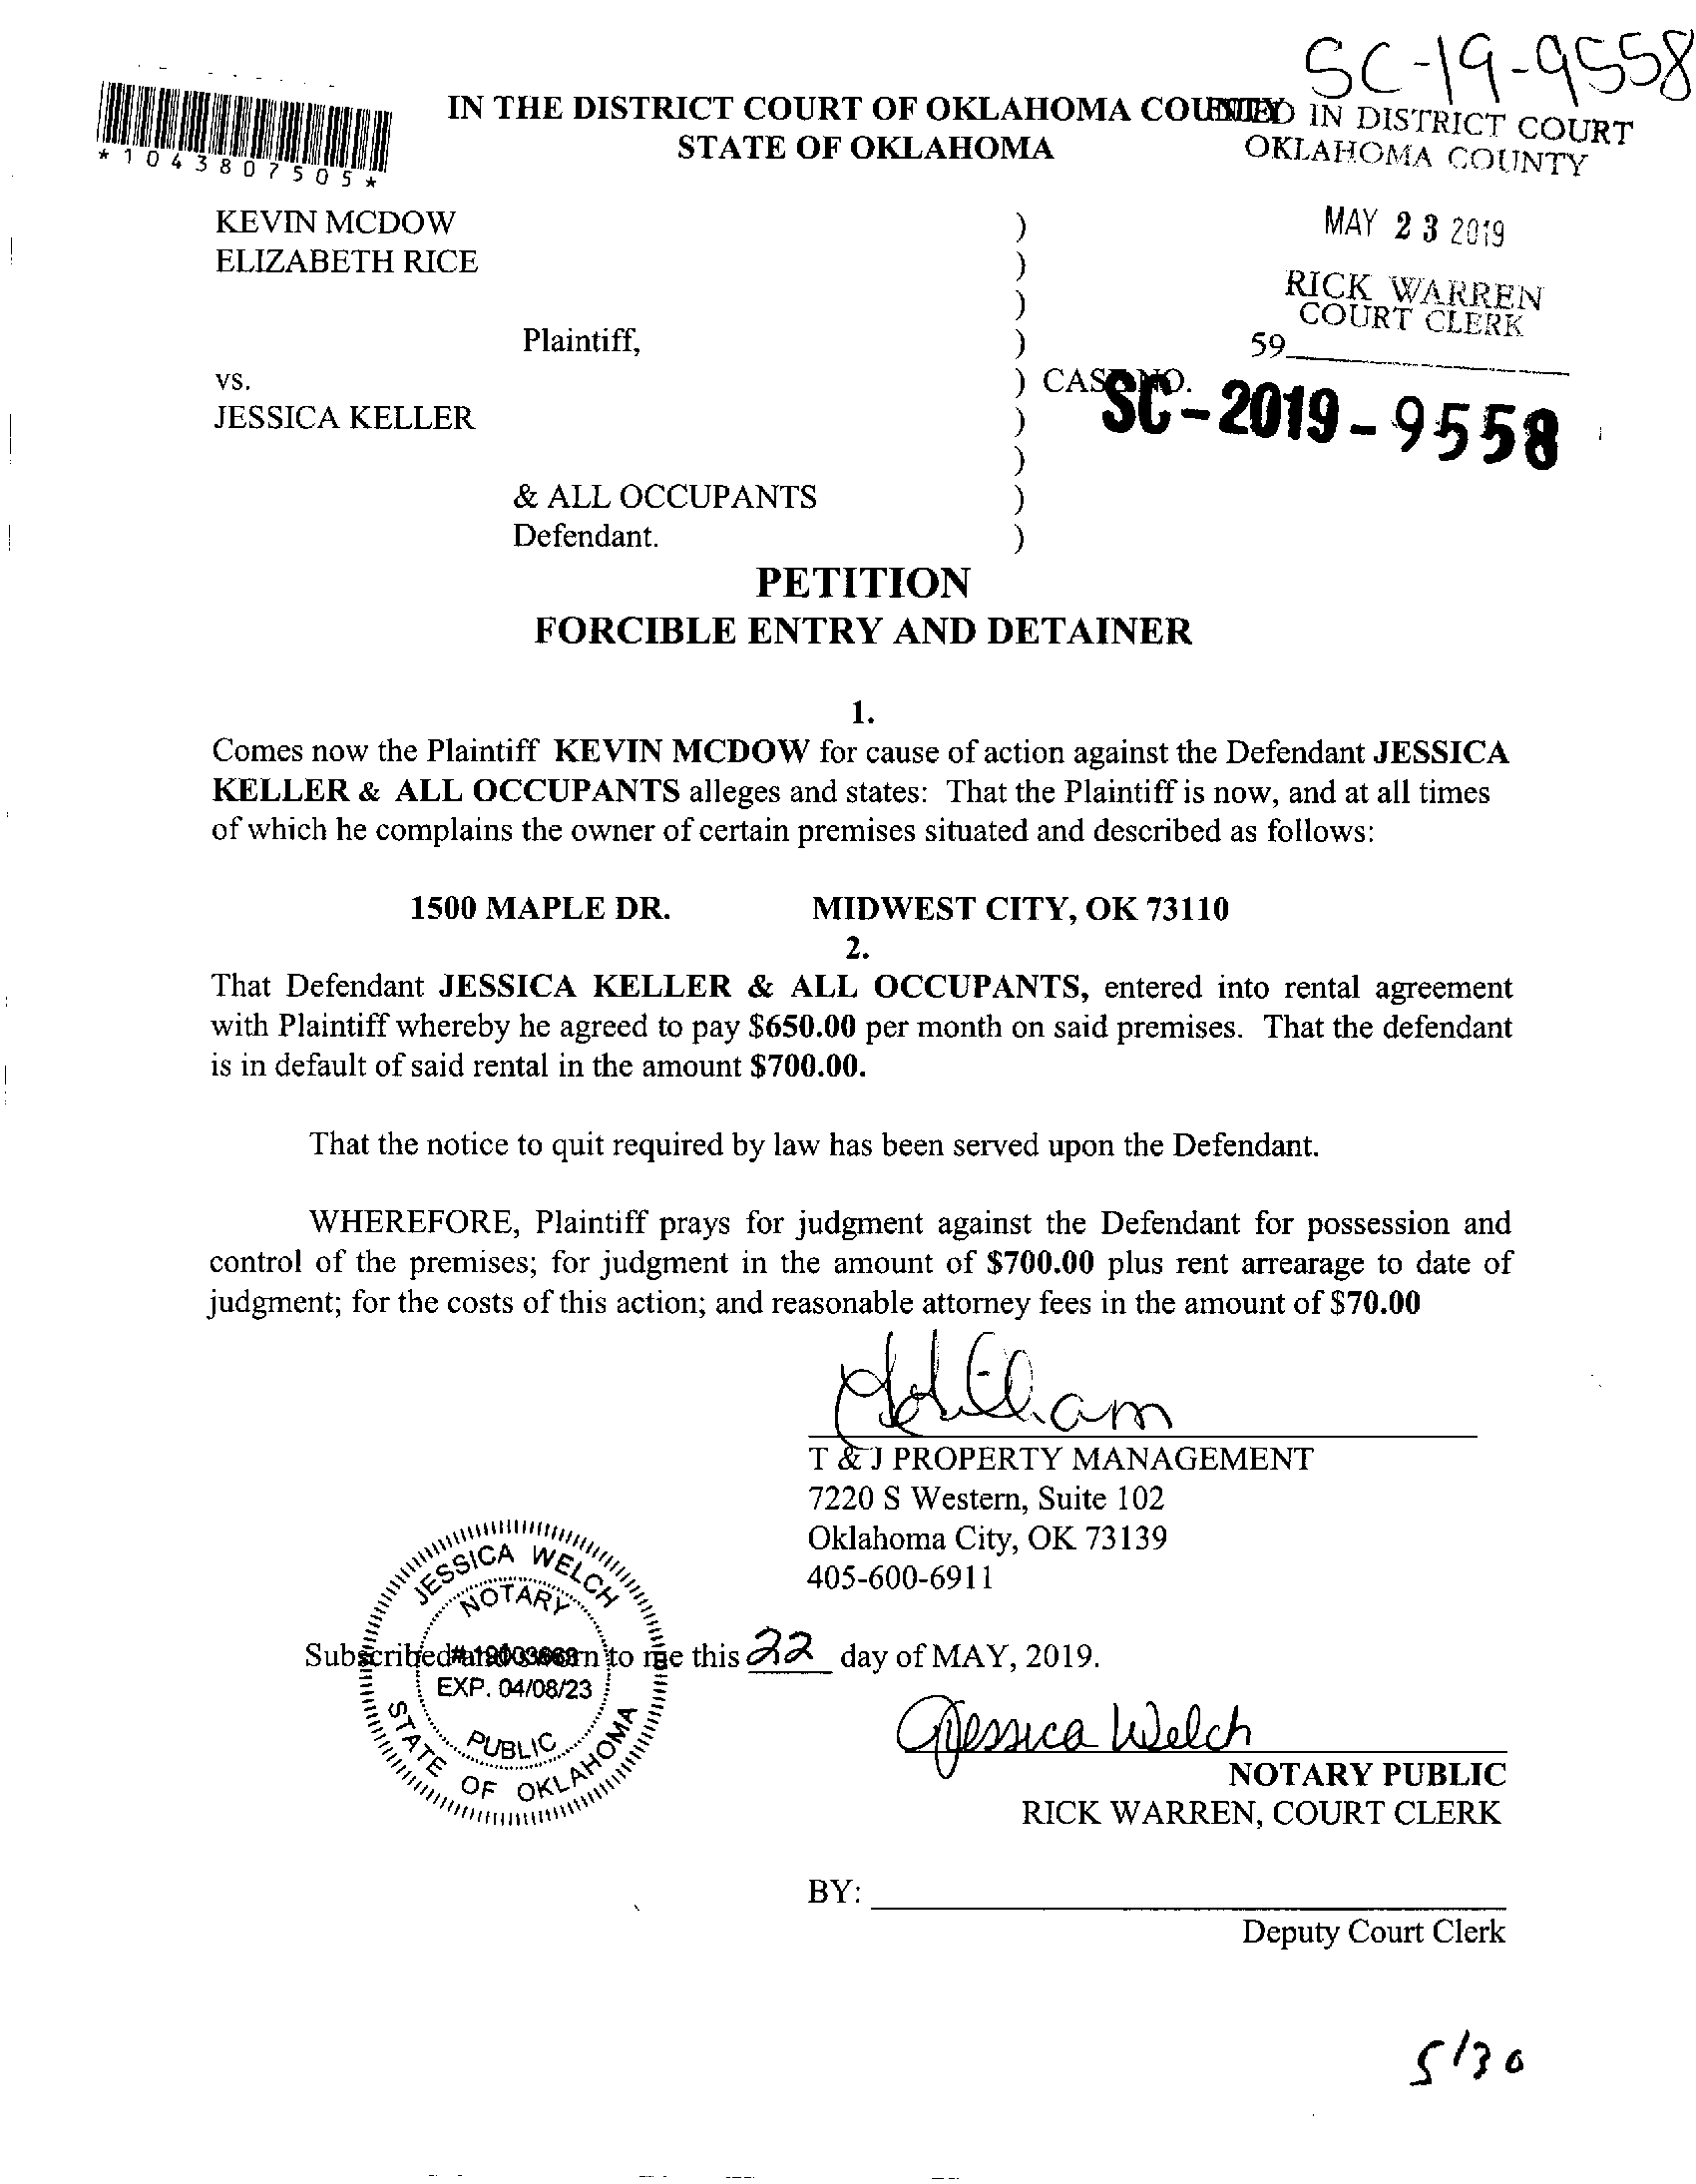 SC-19-9558
IN THE DISTRICT COURT OF OKLAHOMA COUNTY
STATE OF OKLAHOMA
IN DISTRICT COURT
OKLAHOMA COUNTY
*1043807505*
MAY 23 2019
RICK WARREN
COURT CLERK
59
KEVIN MCDOW )
ELIZABETH RICE )
)
Plaintiff, )
vs. ) CASE NO.
SC-2019-9558
JESSICA KELLER )
)
& ALL OCCUPANTS )
Defendant. )
PETITION
FORCIBLE ENTRY AND DETAINER
1.
Comes now the Plaintiff KEVIN MCDOW for cause of action against the Defendant JESSICA
KELLER & ALL OCCUPANTS alleges and states: That the Plaintiff is now, and at all times
of which he complains the owner of certain premises situated and described as follows:
1500 MAPLE DR. MIDWEST CITY, OK 73110
2.
That Defendant JESSICA KELLER & ALL OCCUPANTS, entered into rental agreement
with Plaintiff whereby he agreed to pay $650.00 per month on said premises. That the defendant
is in default of said rental in the amount $700.00.
That the notice to quit required by law has been served upon the Defendant.
WHEREFORE, Plaintiff prays for judgment against the Defendant for possession and
control of the premises; for judgment in the amount of $700.00 plus rent arrearage to date of
judgment; for the costs of this action; and reasonable attorney fees in the amount of $70.00
T & J PROPERTY MANAGEMENT
7220 S Western, Suite 102
Oklahoma City, OK 73139
405-600-6911
JESSICA WELCH
NOTARY
EXP. 04/08/23
PUBLIC
STATE OF OKLAHOMA
Subscribed and sworn to me this 22 day of MAY, 2019.
Jessica Welch
NOTARY PUBLIC
RICK WARREN, COURT CLERK
BY:
Deputy Court Clerk
5/30